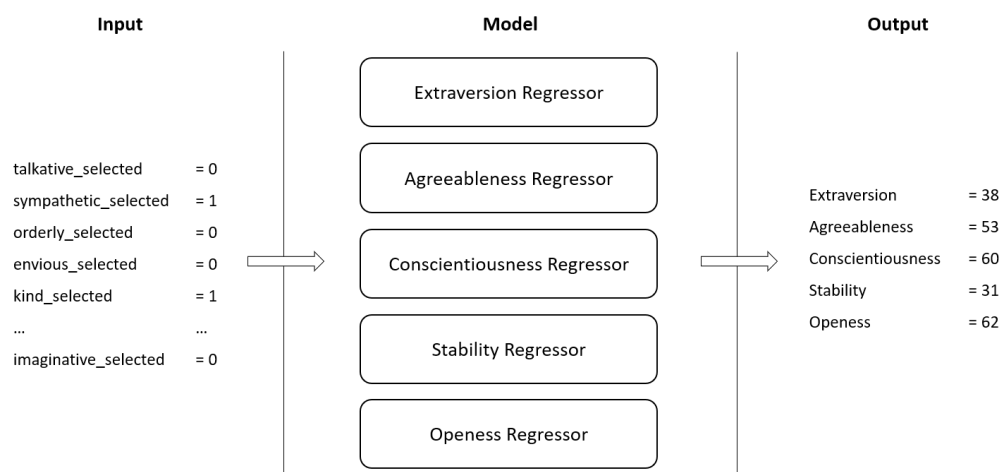 Input
Model
Output
talkative_selected = 0
sympathetic_selected = 1
orderly_selected = 0
envious_selected = 0
kind_selected = 1
... ...
imaginative_selected = 0
Extraversion Regressor
Agreeableness Regressor
Conscientiousness Regressor
Stability Regressor
Openess Regressor
Extraversion = 38
Agreeableness = 53
Conscientiousness = 60
Stability = 31
Openess = 62